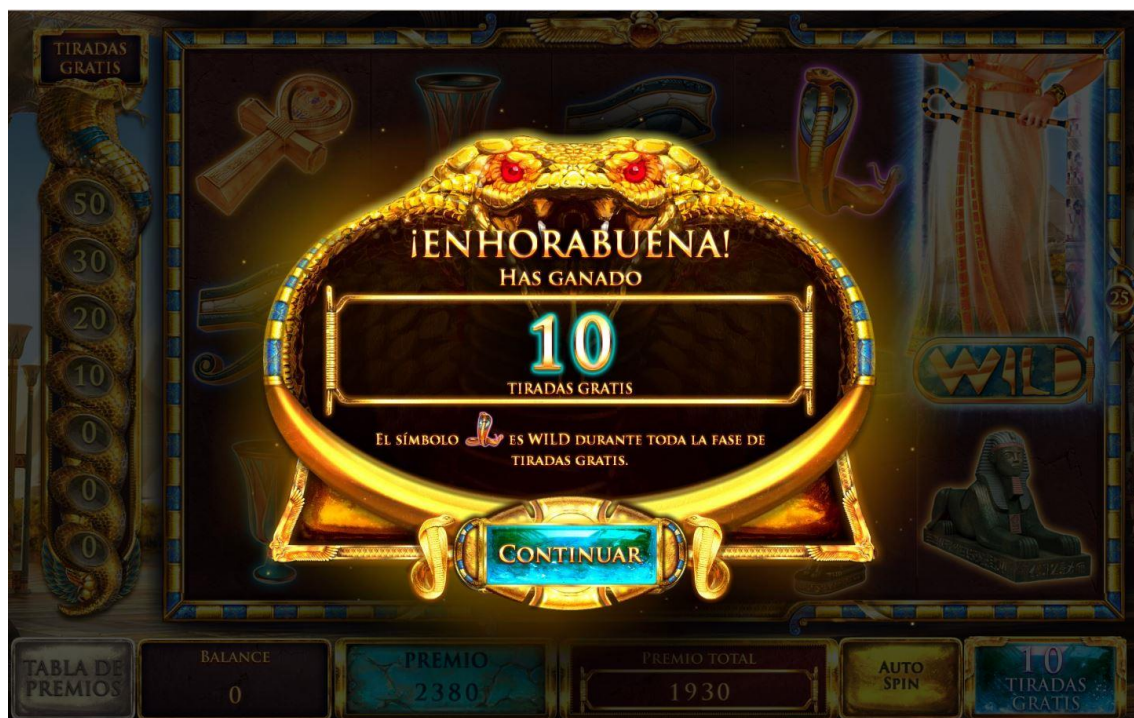 TIRADAS
GRATIS
50
30
20
10
0
0
0
¡ENHORABUENA!
HAS GANADO
10
TIRADAS GRATIS
EL SÍMBOLO ES WILD DURANTE TODA LA FASE DE
TIRADAS GRATIS.
CONTINUAR
25
WILD
TABLA DE
PREMIOS
BALANCE
0
PREMIO
2380
PREMIO TOTAL
1930
AUTO
SPIN
10
TIRADAS
GRATIS